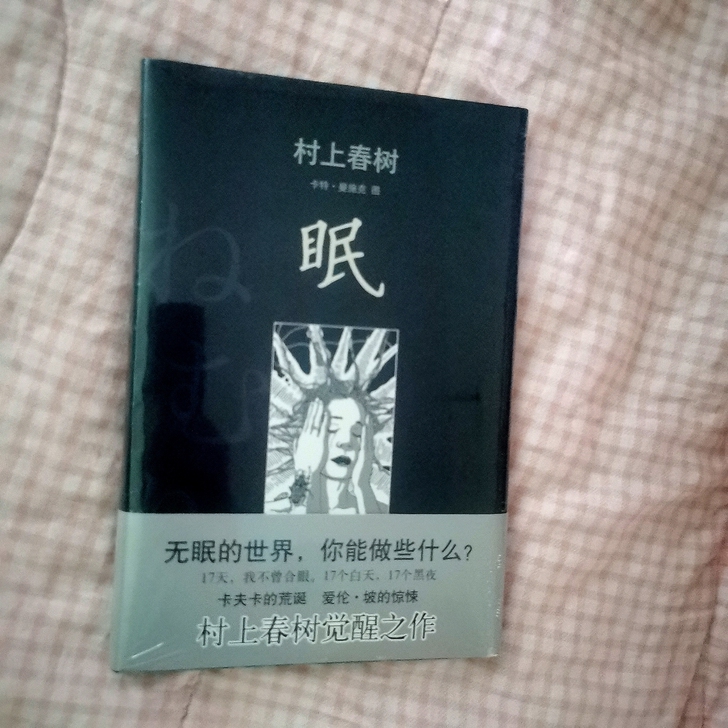 村上春树
卡特·曼施克 图
眠
ねむ
无眠的世界，你能做些什么？
17天，我不曾合眼。17个白天，17个黑夜
卡夫卡的荒诞 爱伦·坡的惊悚
村上春树觉醒之作